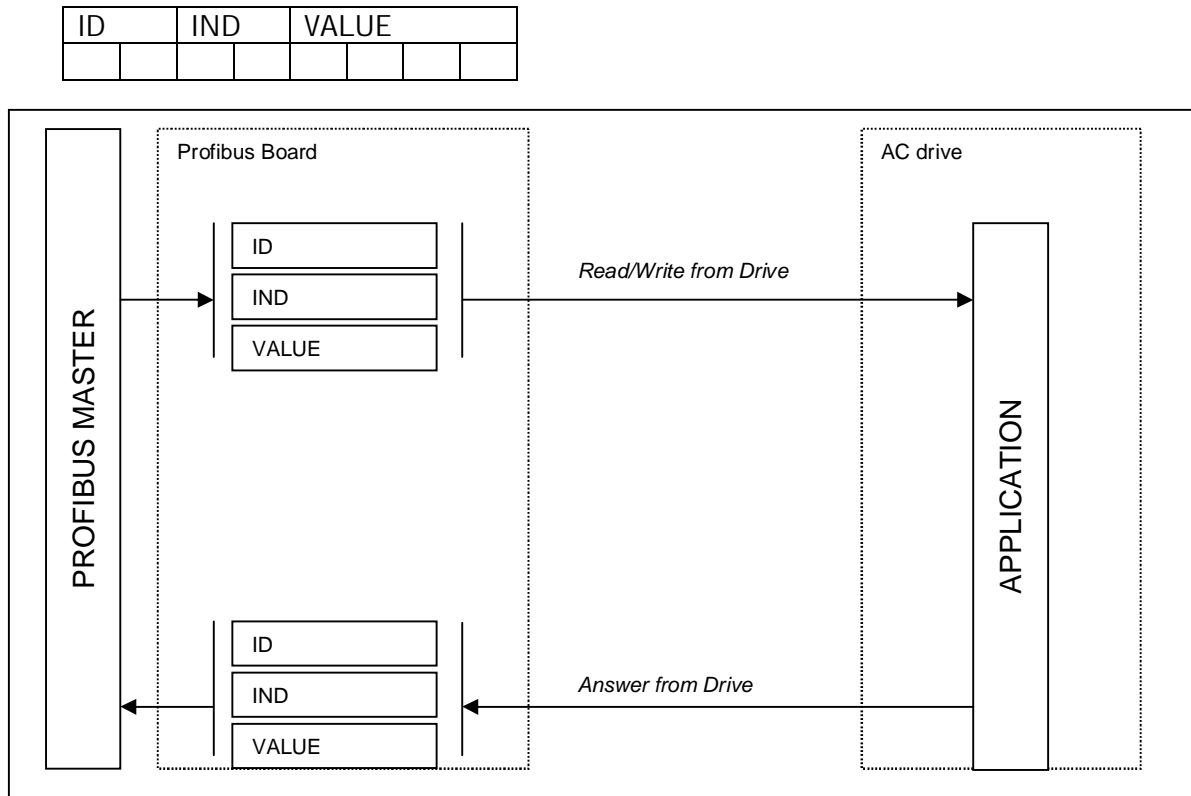 ID IND VALUE
Profibus Board
AC drive
PROFIBUS MASTER
ID
IND
VALUE
Read/Write from Drive
APPLICATION
ID
IND
VALUE
Answer from Drive